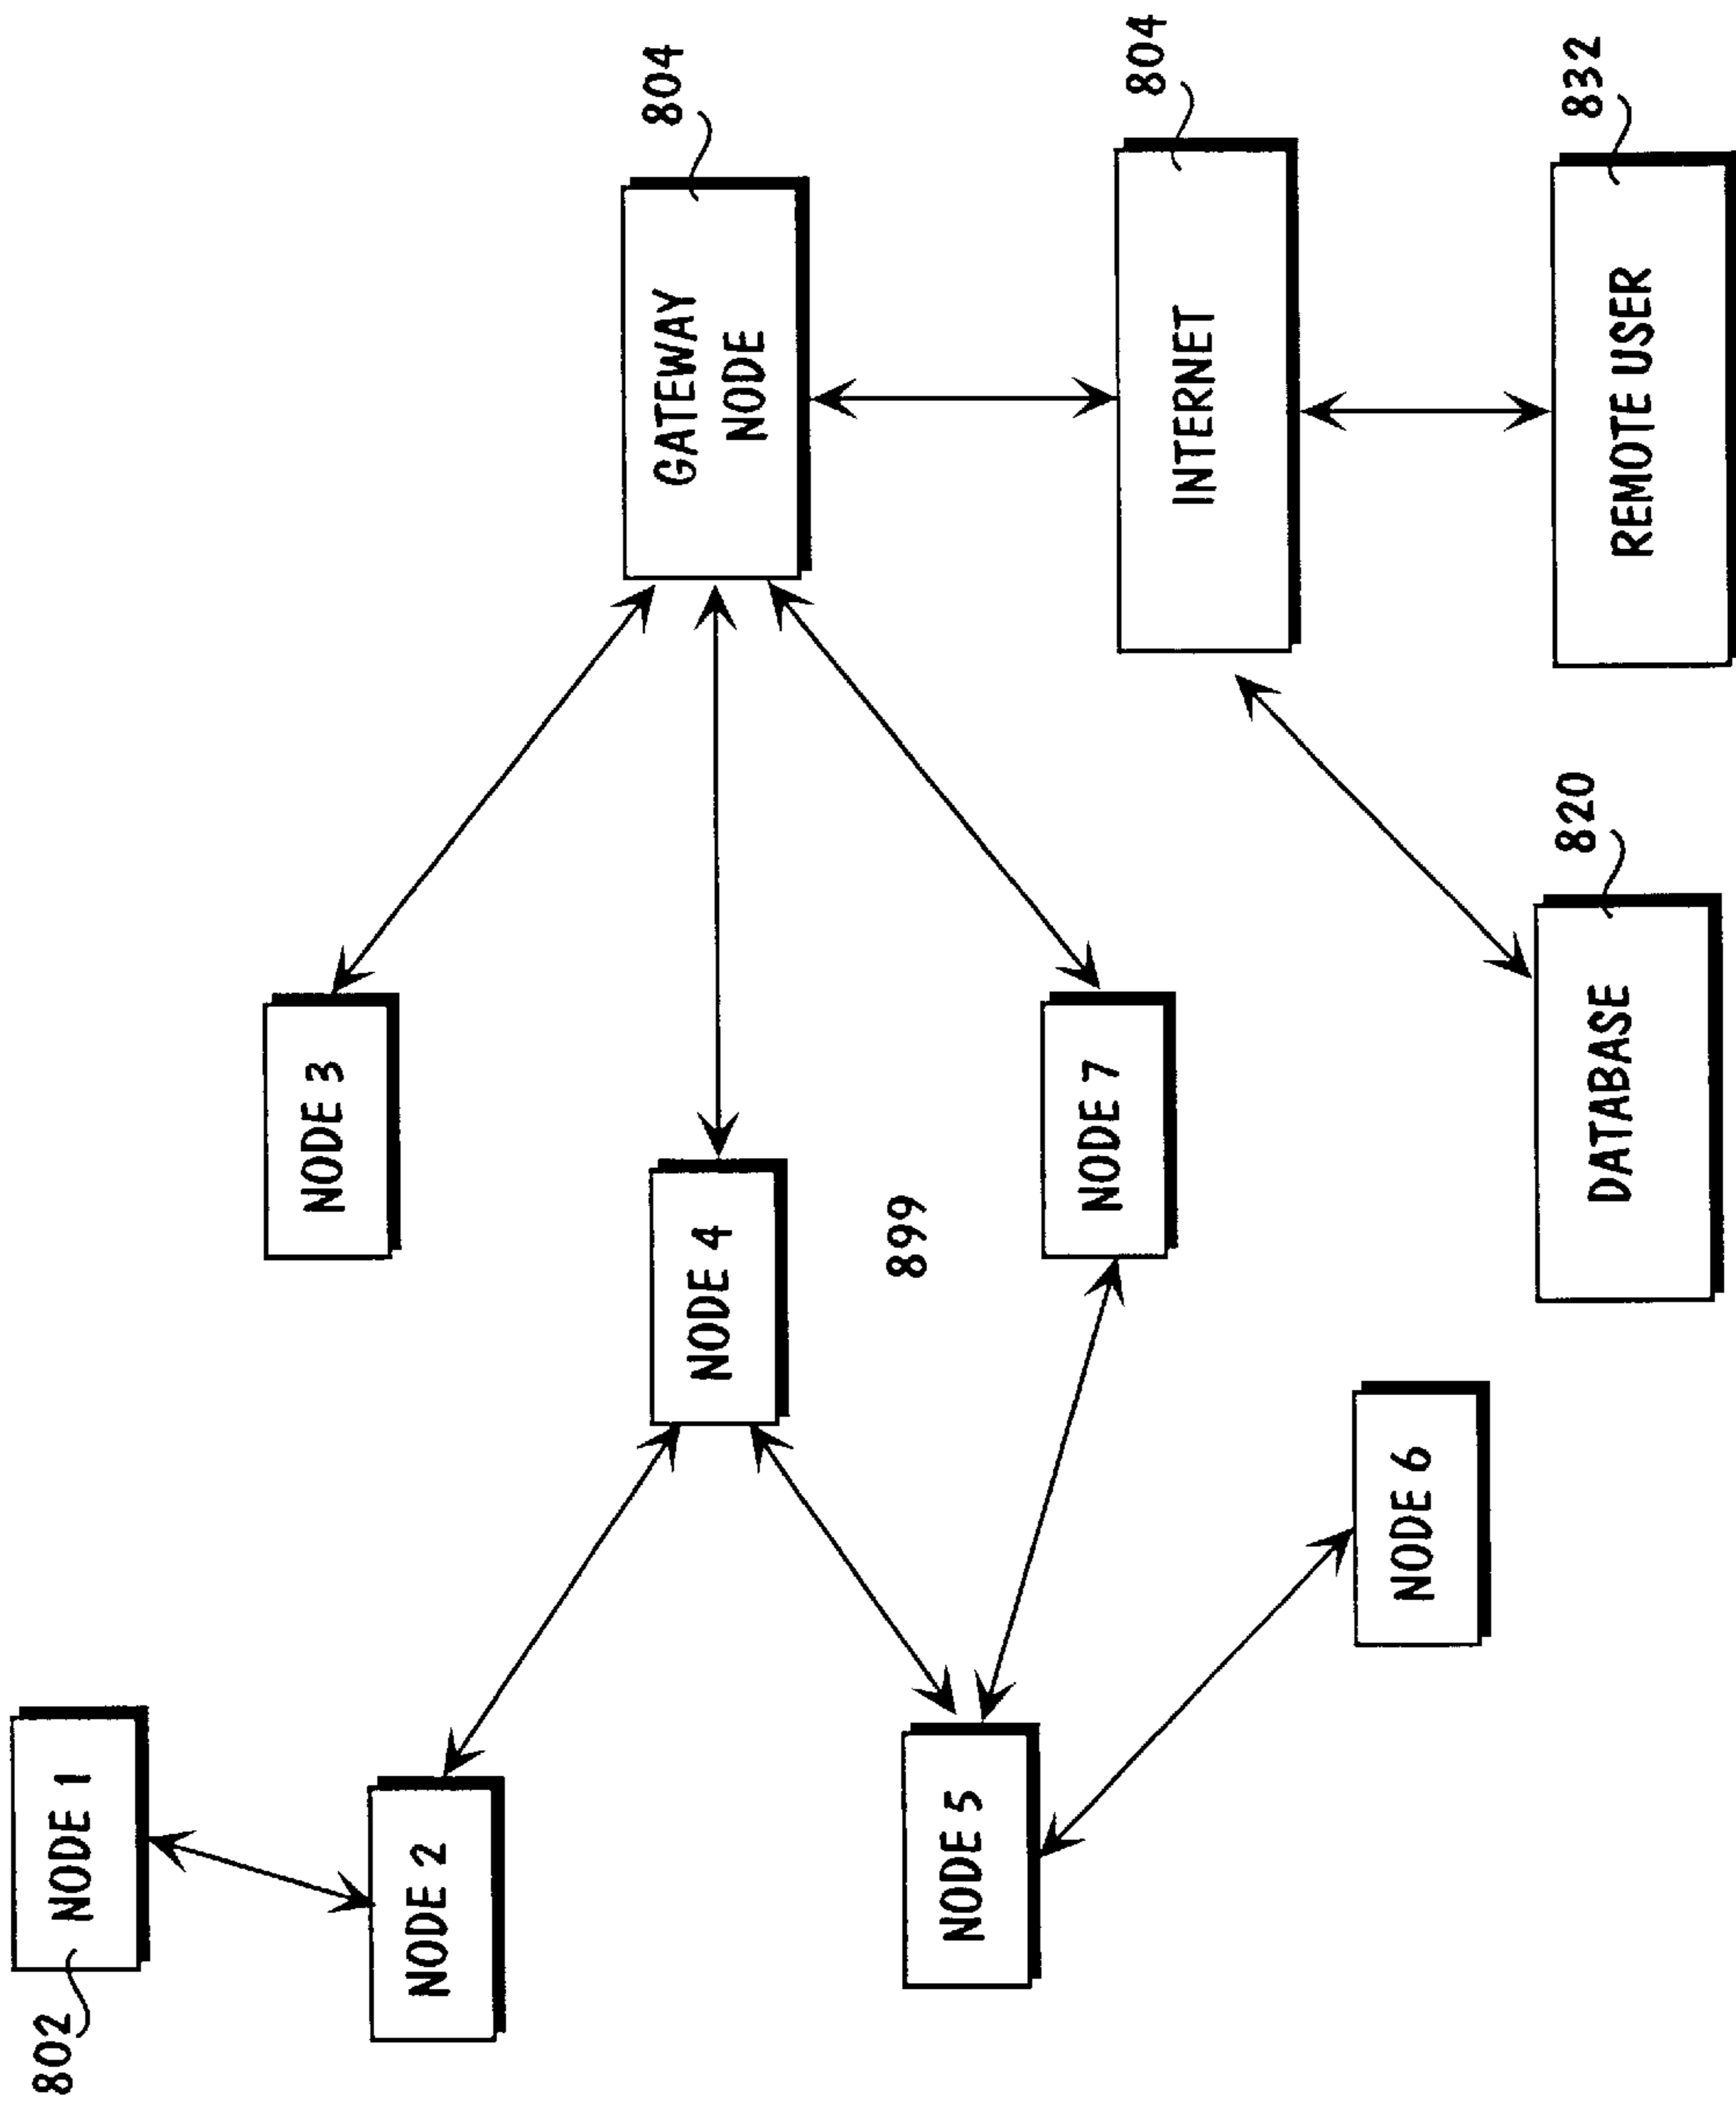 802
NODE 1
NODE 2
NODE 3
804
GATEWAY
NODE
NODE 4
899
NODE 5
NODE 7
804
INTERNET
NODE 6
820
DATABASE
832
REMOTE USER